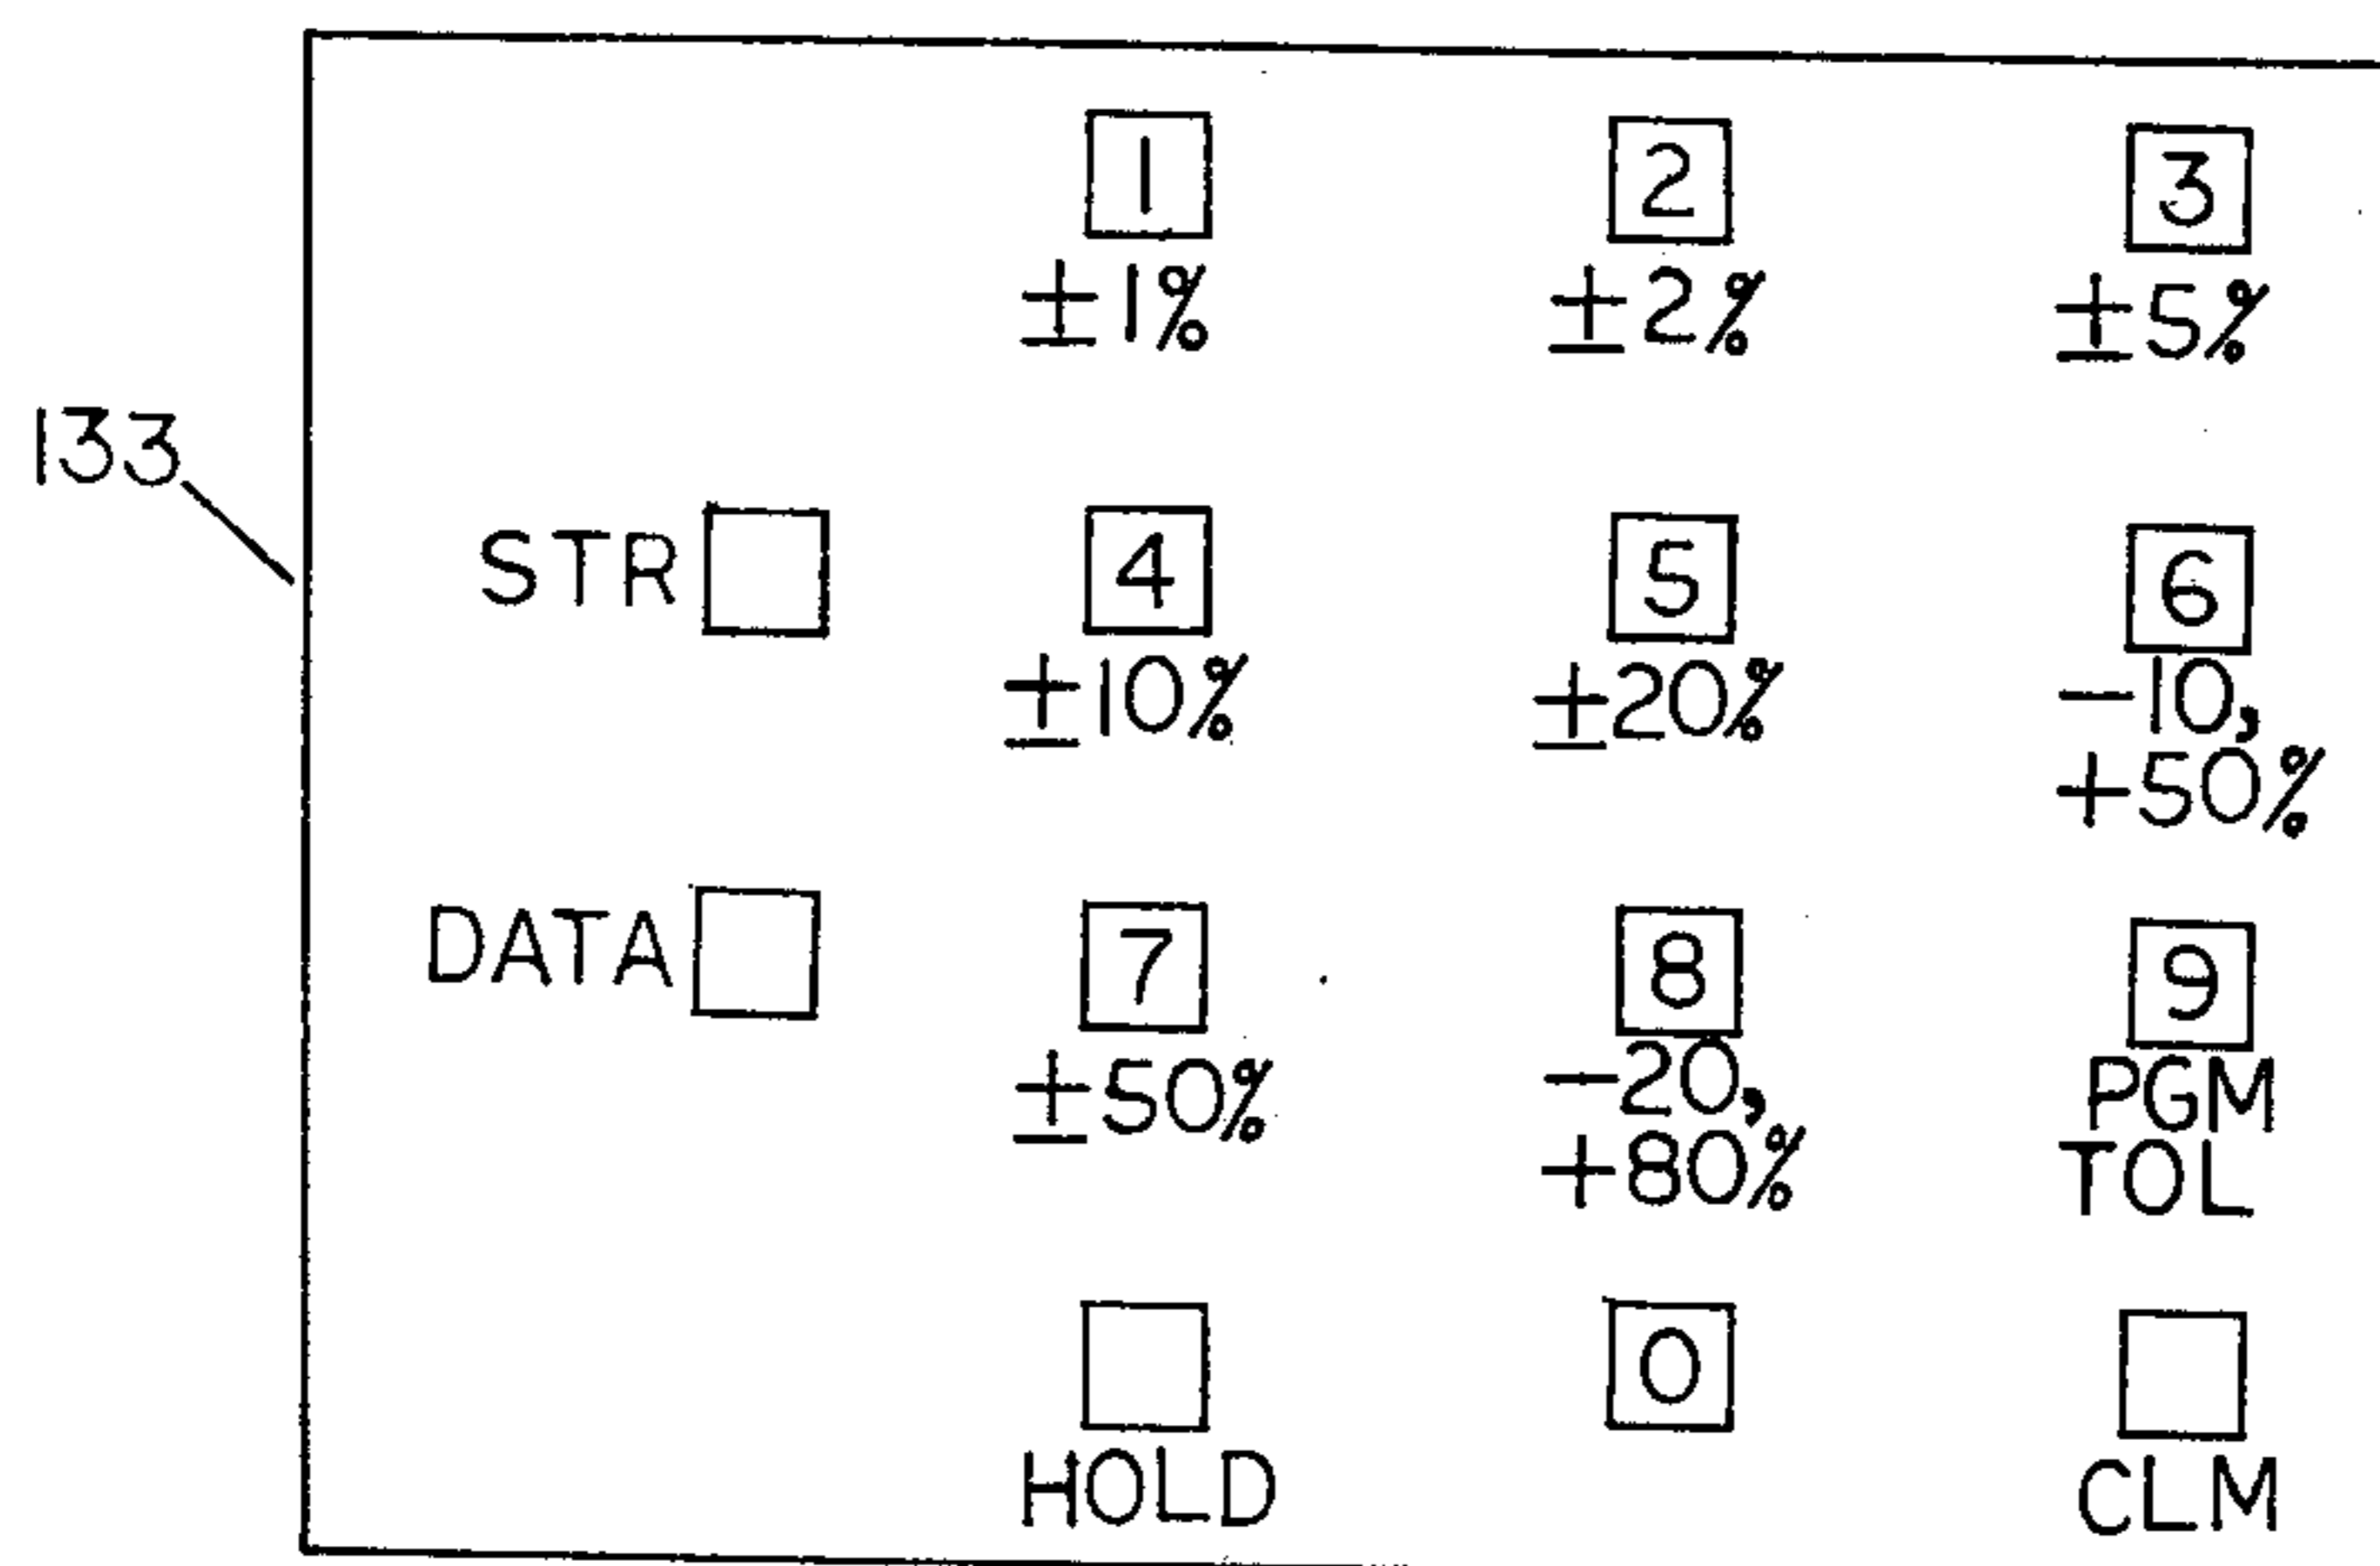 1 2 3
±1% ±2% ±5%
133
STR 4 5 6
±10% ±20% -10,
+50%
DATA 7 8 9
±50% -20, PGM
+80% TOL
0
HOLD CLM